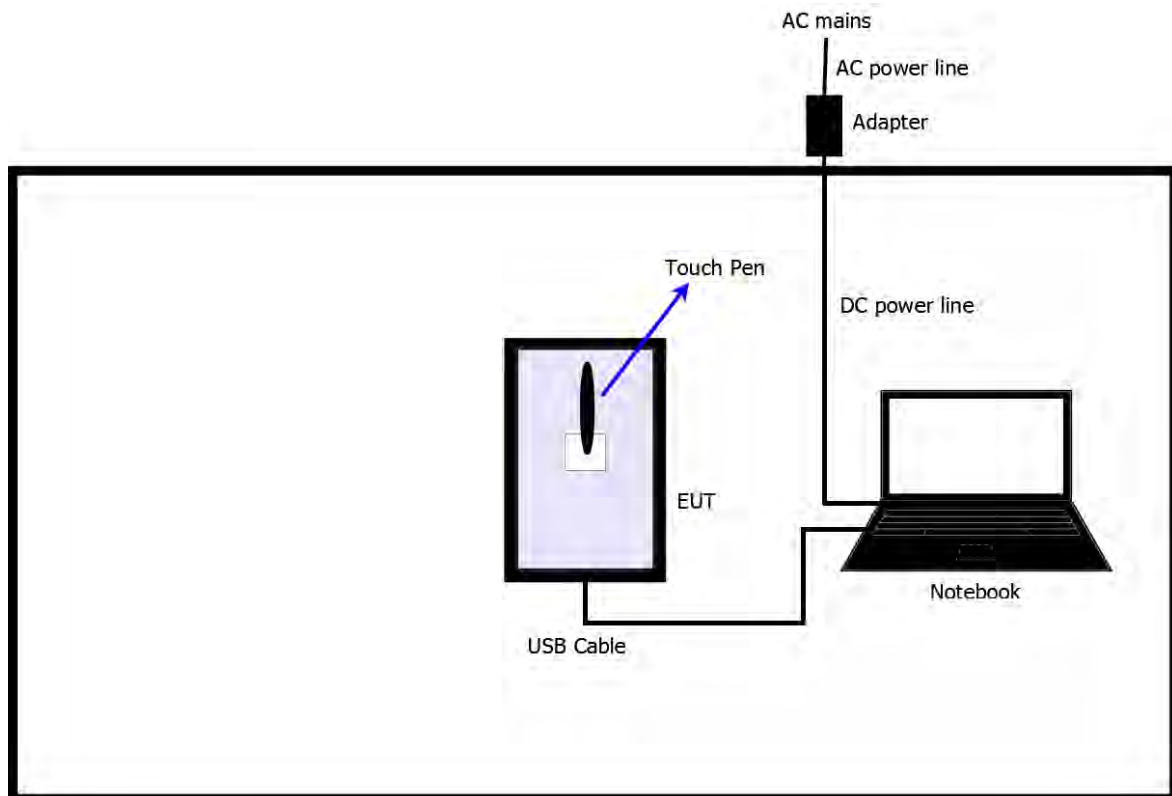 AC mains
AC power line
Adapter
Touch Pen
DC power line
EUT
Notebook
USB Cable